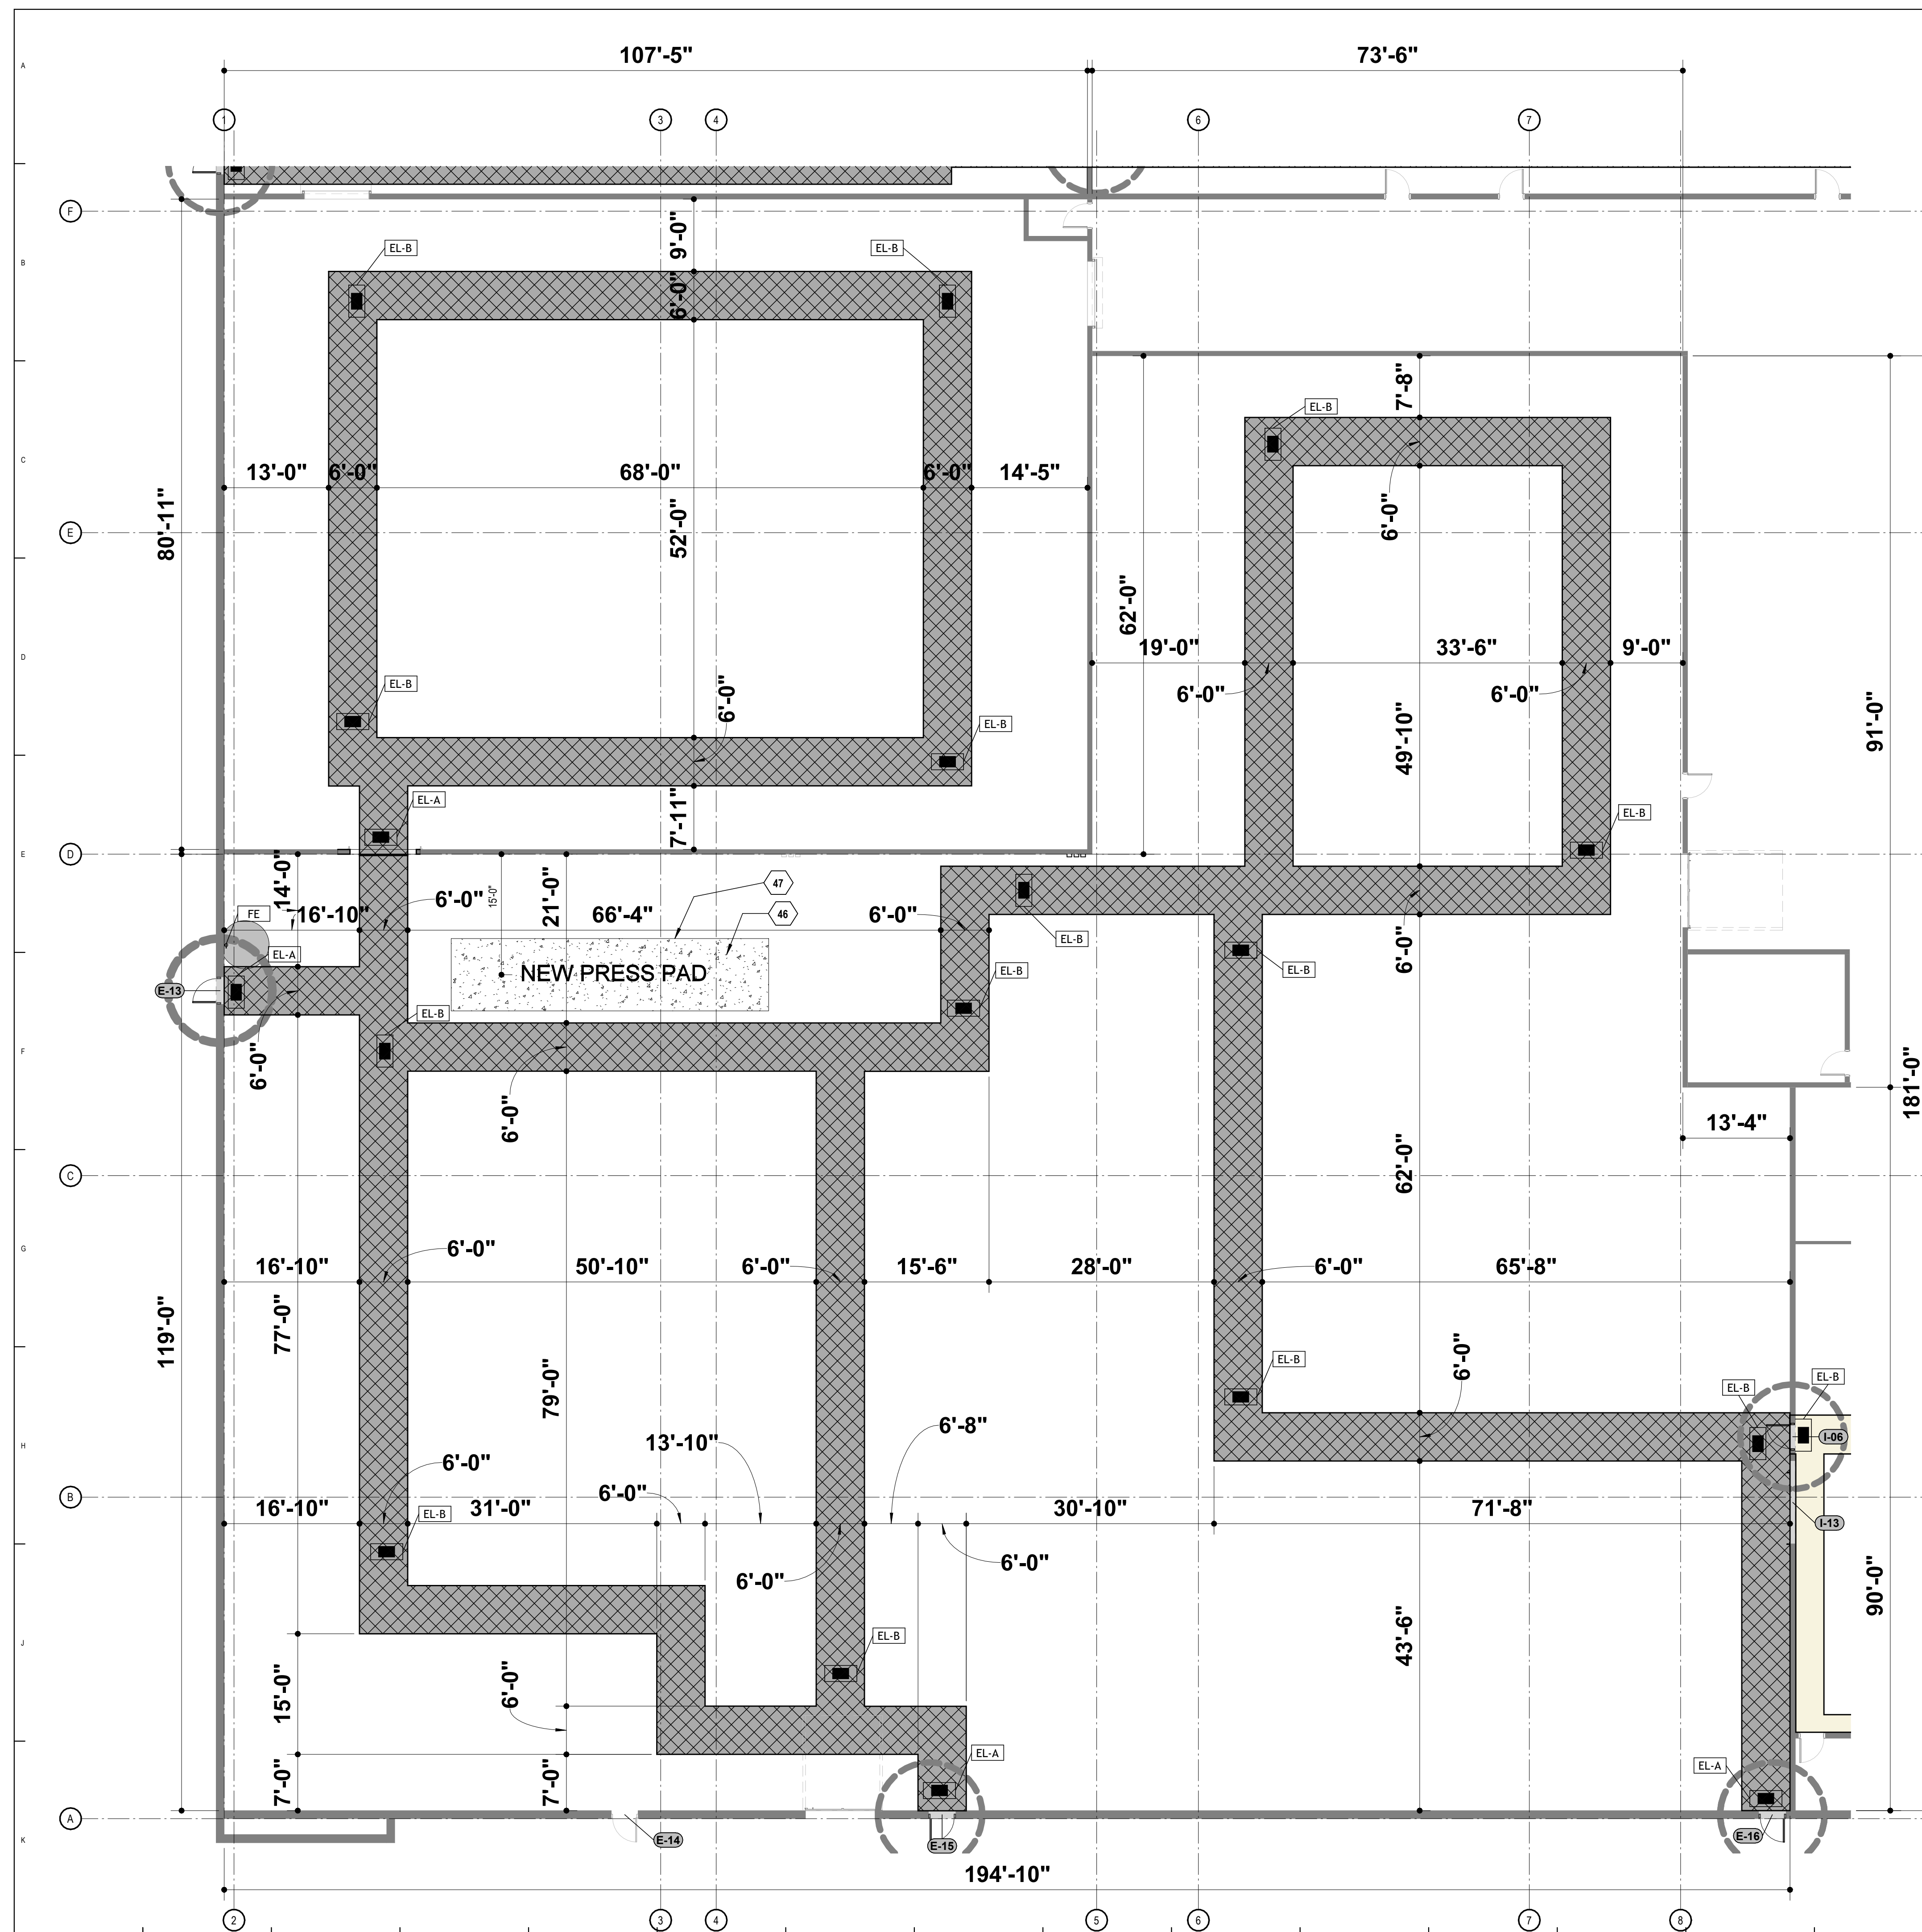 107'-5"
73'-6"
A
1
3
4
6
7
F
9'-0"
EL-B
EL-B
B
6'-0"
7'-8"
EL-B
C
13'-0"
6'-0"
68'-0"
6'-0"
14'-5"
80'-11"
E
52'-0"
6'-0"
62'-0"
19'-0"
33'-6"
9'-0"
D
EL-B
6'-0"
6'-0"
6'-0"
91'-0"
EL-B
49'-10"
EL-A
7'-11"
EL-B
D
E
14'-0"
21'-0"
15'-0"
47
FE
16'-10"
6'-0"
66'-4"
46
6'-0"
EL-B
6'-0"
EL-A
NEW PRESS PAD
EL-B
EL-B
E-13
EL-B
6'-0"
F
6'-0"
181'-0"
13'-4"
C
62'-0"
G
6'-0"
16'-10"
50'-10"
6'-0"
15'-6"
28'-0"
6'-0"
65'-8"
119'-0"
77'-0"
79'-0"
6'-0"
EL-B
EL-B
EL-B
6'-8"
13'-10"
H
I-06
6'-0"
6'-0"
B
16'-10"
31'-0"
30'-10"
71'-8"
EL-B
I-13
6'-0"
6'-0"
90'-0"
EL-B
J
43'-6"
15'-0"
6'-0"
EL-A
EL-A
7'-0"
7'-0"
A
K
E-14
E-15
E-16
194'-10"
2
3
4
5
6
7
8